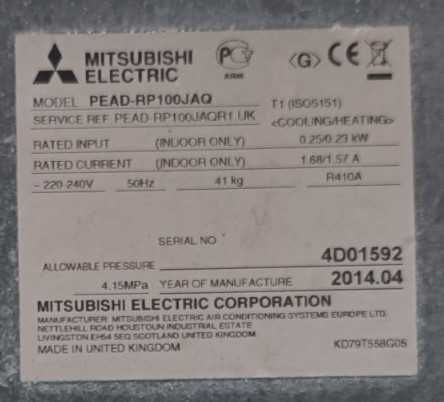 MITSUBISHI
ELECTRIC
MODEL PEAD-RP100JAQ T1 (ISO5151)
SERVICE REF. PEAD-RP100JAQR1.UK <COOLING/HEATING>
RATED INPUT (INDOOR ONLY) 0.25/0.23 kW
RATED CURRENT (INDOOR ONLY) 1.68/1.57 A
~ 220-240V 50Hz 41 kg R410A
SERIAL NO 4D01592
ALLOWABLE PRESSURE
4.15MPa YEAR OF MANUFACTURE 2014.04
MITSUBISHI ELECTRIC CORPORATION
MANUFACTURER: MITSUBISHI ELECTRIC AIR CONDITIONING SYSTEMS EUROPE LTD.
NETTLEHILL ROAD HOUSTOUN INDUSTRIAL ESTATE
LIVINGSTON EH54 5EQ SCOTLAND UNITED KINGDOM
MADE IN UNITED KINGDOM KD79T558G05